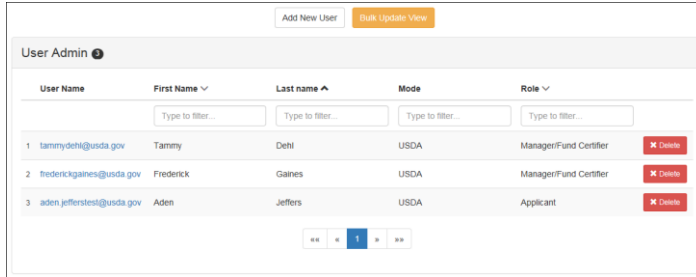 Add New User Bulk Update View
User Admin 3
User Name First Name Last name Mode Role
Type to filter... Type to filter... Type to filter... Type to filter...
1 tammydehl@usda.gov Tammy Dehl USDA Manager/Fund Certifier ✖ Delete
2 frederickgaines@usda.gov Frederick Gaines USDA Manager/Fund Certifier ✖ Delete
3 aden.jefferstest@usda.gov Aden Jeffers USDA Applicant ✖ Delete
«« « 1 » »»